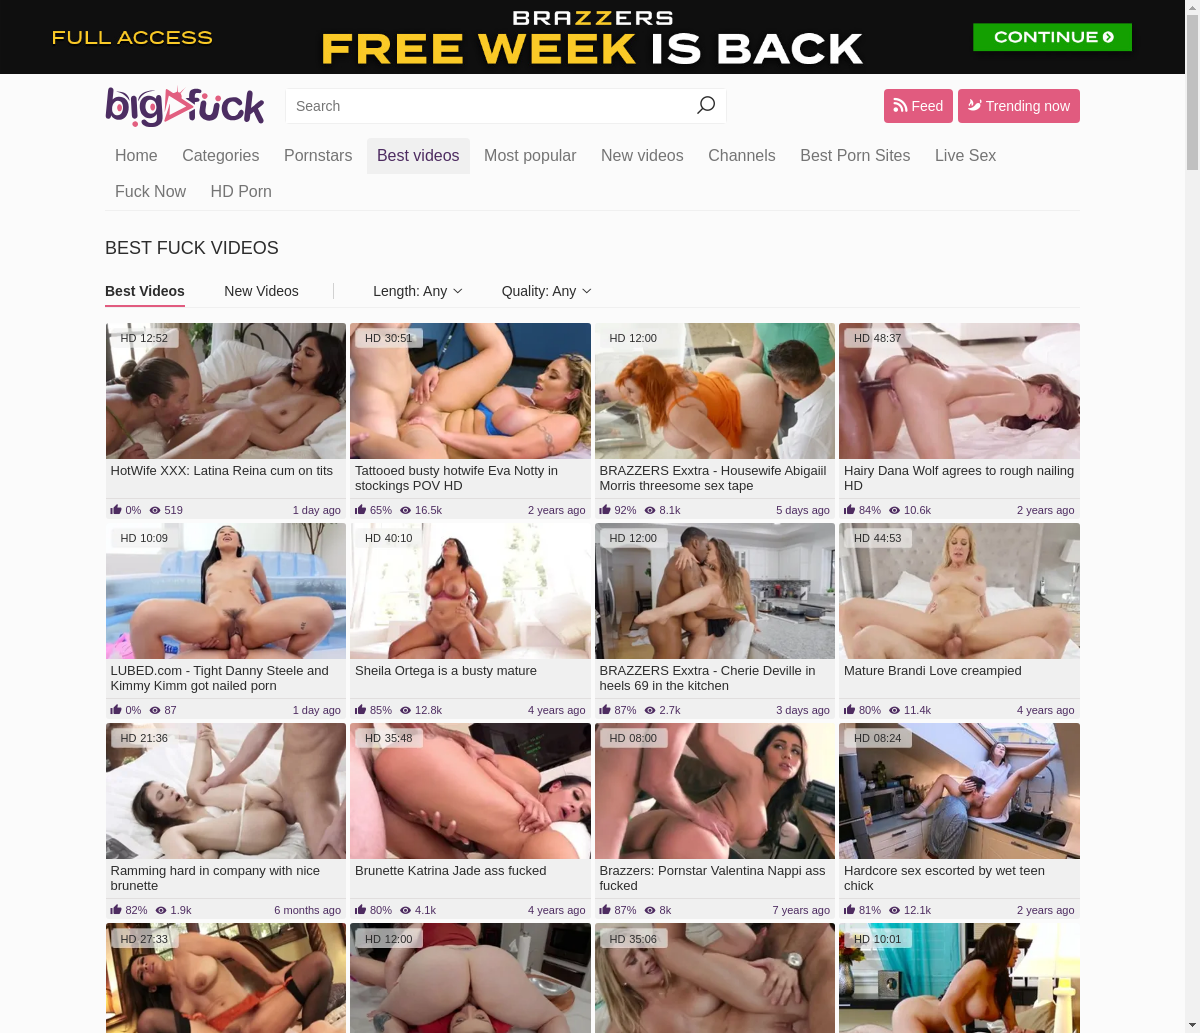 FULL ACCESS
BRAZZERS
FREE WEEK IS BACK
CONTINUE
big fuck
Search
Feed
Trending now
Home Categories Pornstars Best videos Most popular New videos Channels Best Porn Sites Live Sex
Fuck Now HD Porn
BEST FUCK VIDEOS
Best Videos New Videos Length: Any Quality: Any
HD 12:52
HotWife XXX: Latina Reina cum on tits
0% 519 1 day ago
HD 30:51
Tattooed busty hotwife Eva Notty in
stockings POV HD
65% 16.5k 2 years ago
HD 12:00
BRAZZERS Exxtra - Housewife Abigaiil
Morris threesome sex tape
92% 8.1k 5 days ago
HD 48:37
Hairy Dana Wolf agrees to rough nailing
HD
84% 10.6k 2 years ago
HD 10:09
LUBED.com - Tight Danny Steele and
Kimmy Kimm got nailed porn
0% 87 1 day ago
HD 40:10
Sheila Ortega is a busty mature
85% 12.8k 4 years ago
HD 12:00
BRAZZERS Exxtra - Cherie Deville in
heels 69 in the kitchen
87% 2.7k 3 days ago
HD 44:53
Mature Brandi Love creampied
80% 11.4k 4 years ago
HD 21:36
Ramming hard in company with nice
brunette
82% 1.9k 6 months ago
HD 35:48
Brunette Katrina Jade ass fucked
80% 4.1k 4 years ago
HD 08:00
Brazzers: Pornstar Valentina Nappi ass
fucked
87% 8k 7 years ago
HD 08:24
Hardcore sex escorted by wet teen
chick
81% 12.1k 2 years ago
HD 27:33
HD 12:00
HD 35:06
HD 10:01